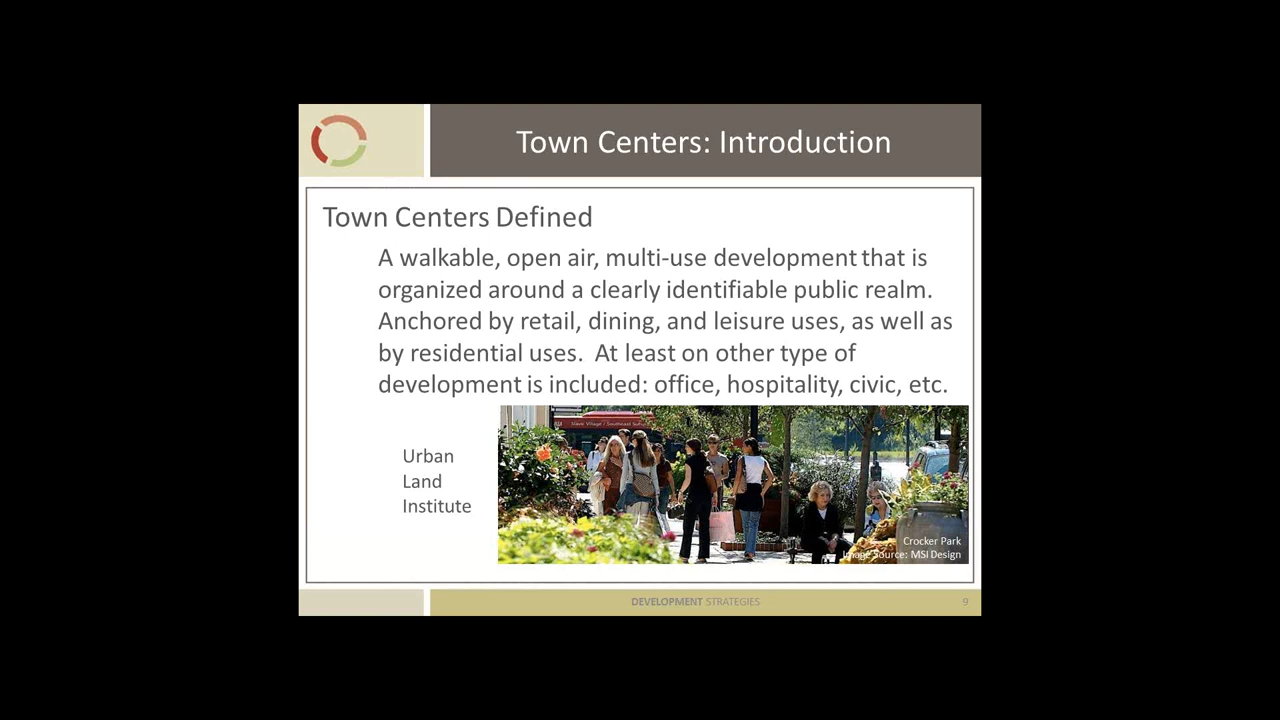 Town Centers: Introduction
Town Centers Defined
A walkable, open air, multi-use development that is
organized around a clearly identifiable public realm.
Anchored by retail, dining, and leisure uses, as well as
by residential uses.  At least on other type of
development is included: office, hospitality, civic, etc.
Urban
Land
Institute
Crocker Park
Image Source: MSI Design
DEVELOPMENT STRATEGIES
9